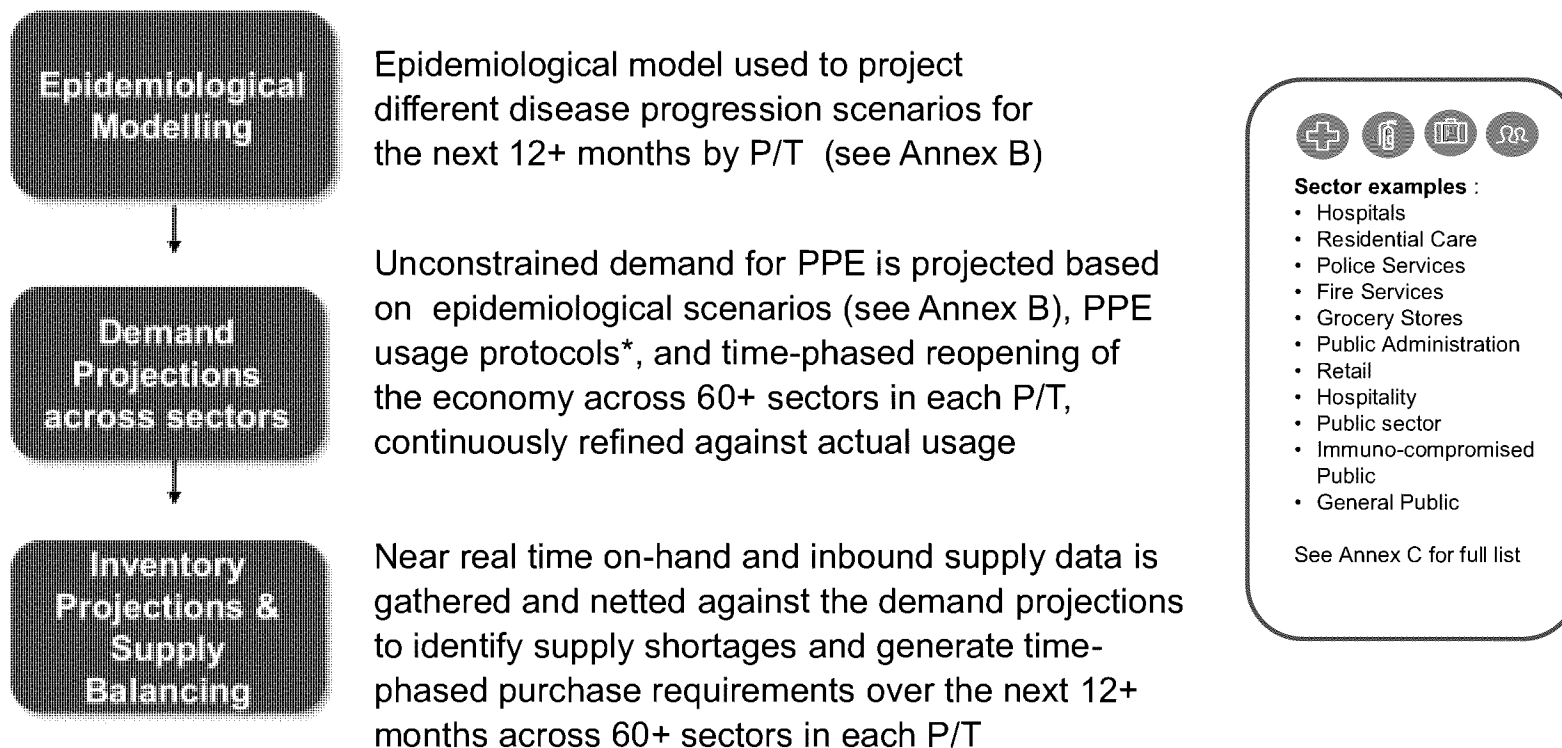 Epidemiological
Modelling
Epidemiological model used to project
different disease progression scenarios for
the next 12+ months by P/T (see Annex B)
Demand
Projections
across sectors
Unconstrained demand for PPE is projected based
on epidemiological scenarios (see Annex B), PPE
usage protocols*, and time-phased reopening of
the economy across 60+ sectors in each P/T,
continuously refined against actual usage
Inventory
Projections &
Supply
Balancing
Near real time on-hand and inbound supply data is
gathered and netted against the demand projections
to identify supply shortages and generate time-
phased purchase requirements over the next 12+
months across 60+ sectors in each P/T
Sector examples :
• Hospitals
• Residential Care
• Police Services
• Fire Services
• Grocery Stores
• Public Administration
• Retail
• Hospitality
• Public sector
• Immuno-compromised
Public
• General Public
See Annex C for full list